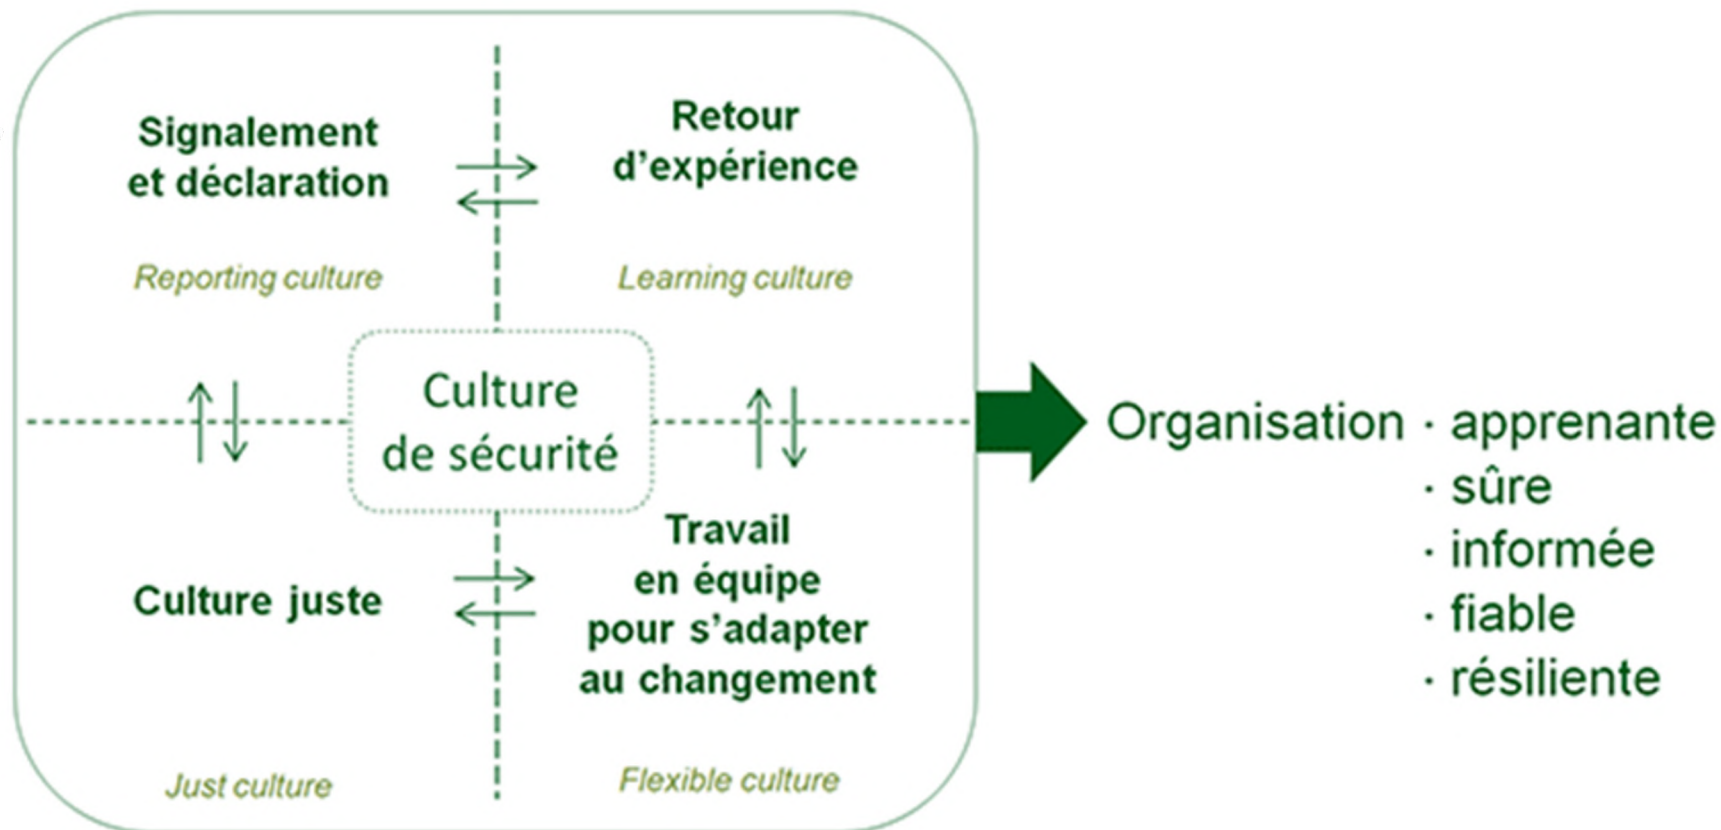 Signalement
et déclaration
Reporting culture
Retour
d'expérience
Learning culture
Culture
de sécurité
Culture juste
Just culture
Travail
en équipe
pour s'adapter
au changement
Flexible culture
Organisation · apprenante
· sûre
· informée
· fiable
· résiliente